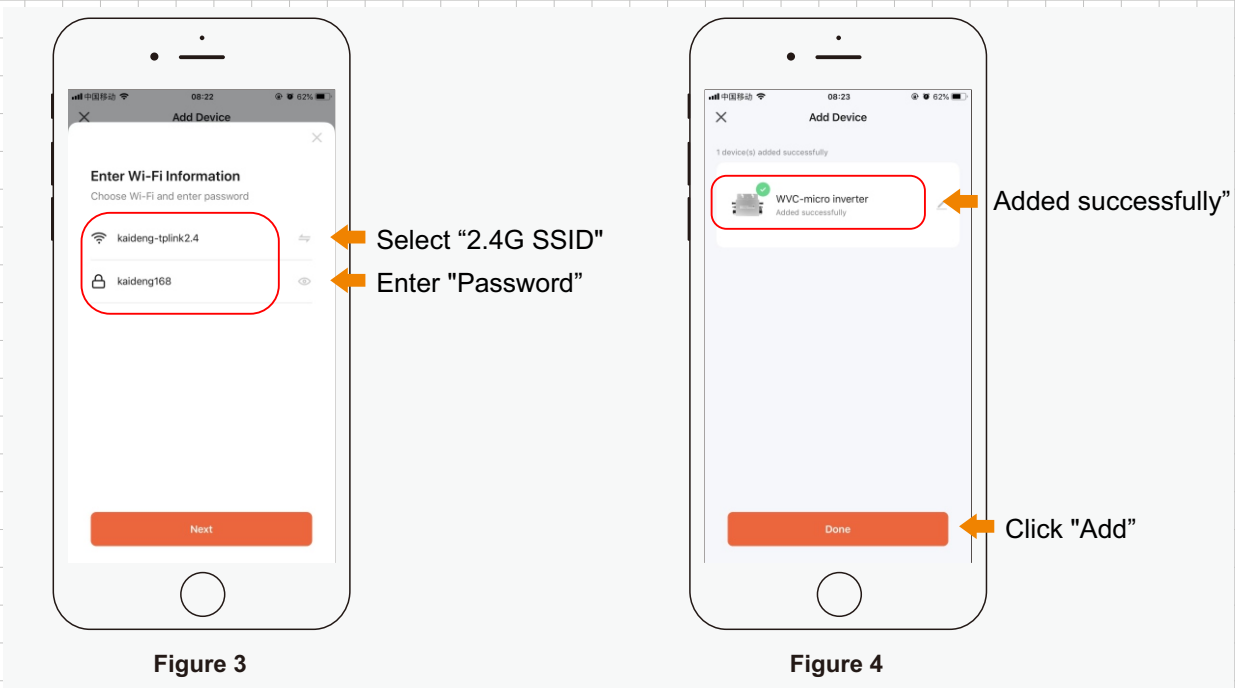 中国移动 08:22 62%
Add Device
Enter Wi-Fi Information
Choose Wi-Fi and enter password
kaideng-tplink2.4
Select “2.4G SSID"
kaideng168
Enter "Password”
Next
Figure 3
中国移动 08:23 62%
Add Device
1 device(s) added successfully
WVC-micro inverter
Added successfully
Added successfully”
Done
Click "Add”
Figure 4